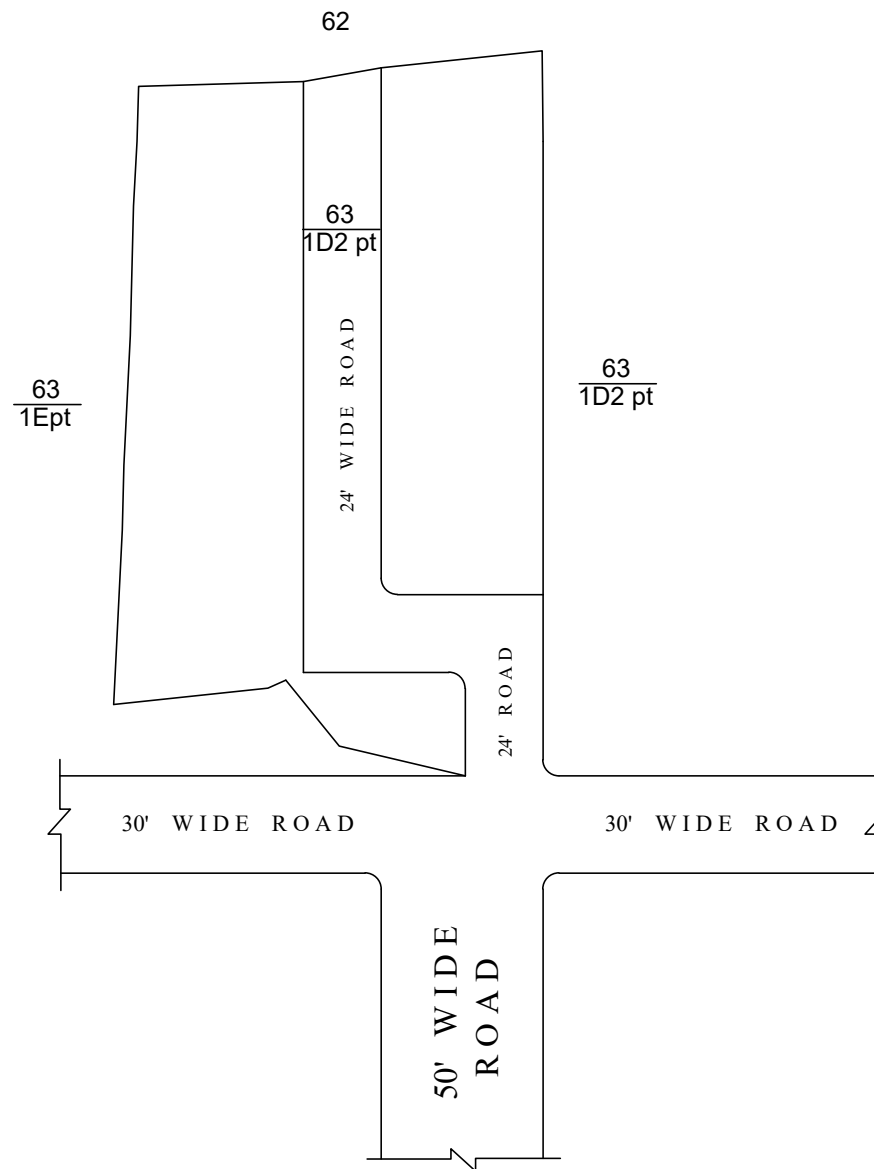 62
63
1D2 pt
24' WIDE ROAD
63
1Ept
63
1D2 pt
24' ROAD
30' WIDE ROAD
30' WIDE ROAD
50' WIDE
ROAD